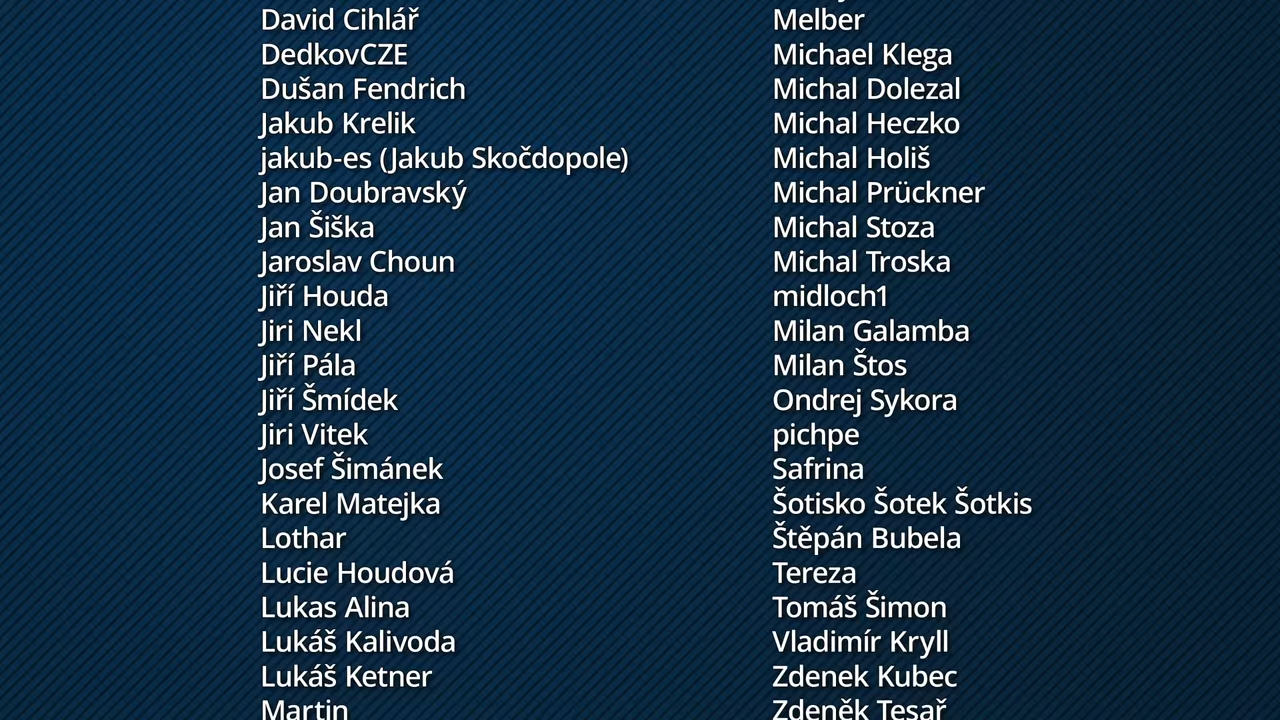 David Cihlář
DedkovCZE
Dušan Fendrich
Jakub Krelik
jakub-es (Jakub Skočdopole)
Jan Doubravský
Jan Šiška
Jaroslav Choun
Jiří Houda
Jiri Nekl
Jiří Pála
Jiří Šmídek
Jiri Vitek
Josef Šimánek
Karel Matejka
Lothar
Lucie Houdová
Lukas Alina
Lukáš Kalivoda
Lukáš Ketner
Martin
Melber
Michael Klega
Michal Dolezal
Michal Heczko
Michal Holiš
Michal Prückner
Michal Stoza
Michal Troska
midloch1
Milan Galamba
Milan Štos
Ondrej Sykora
pichpe
Safrina
Šotisko Šotek Šotkis
Štěpán Bubela
Tereza
Tomáš Šimon
Vladimír Kryll
Zdenek Kubec
Zdeněk Tesař